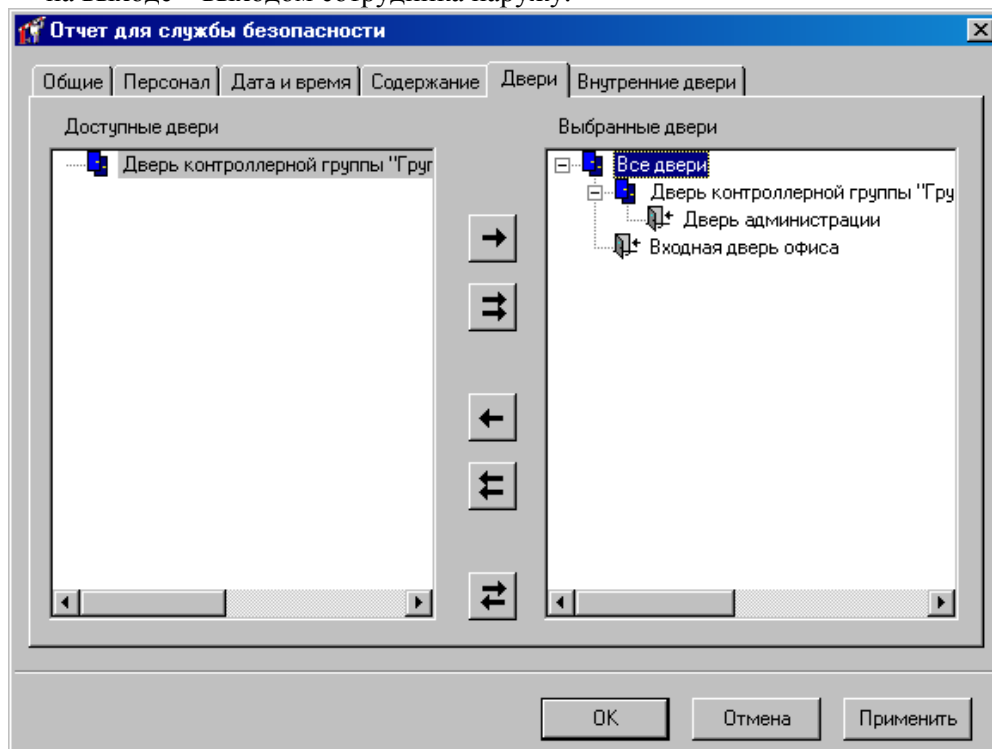 Отчет для службы безопасности
Общие Персонал Дата и время Содержание Двери Внутренние двери
Доступные двери
Выбранные двери
Дверь контроллерной группы "Груг
Все двери
Дверь контроллерной группы "Гру
Дверь администрации
Входная дверь офиса
OK Отмена Применить